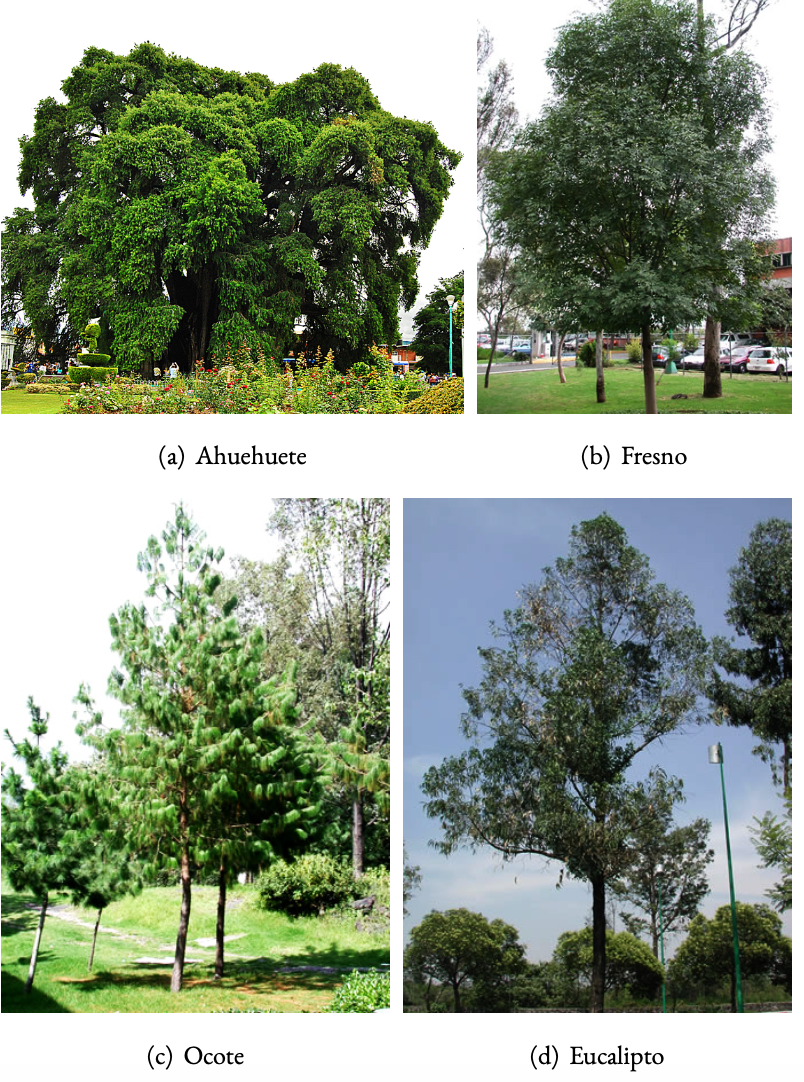 (a) Ahuehuete
(b) Fresno
(c) Ocote
(d) Eucalipto